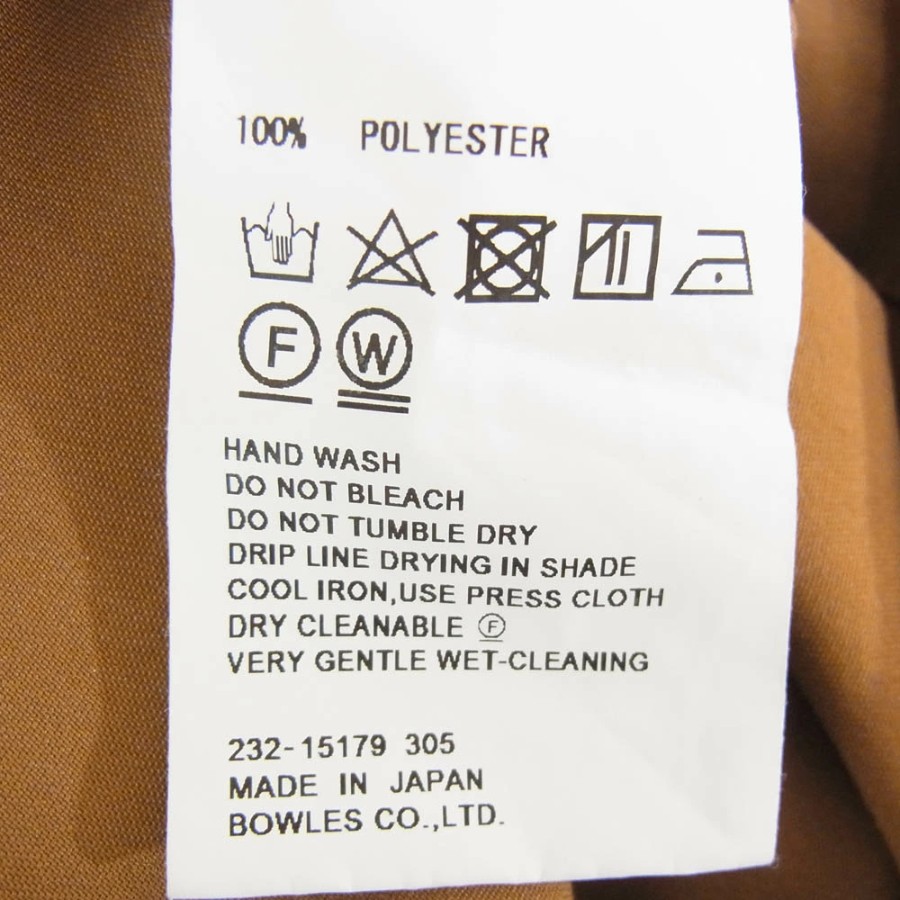 100% POLYESTER
F W
HAND WASH
DO NOT BLEACH
DO NOT TUMBLE DRY
DRIP LINE DRYING IN SHADE
COOL IRON,USE PRESS CLOTH
DRY CLEANABLE Ⓕ
VERY GENTLE WET-CLEANING
232-15179 305
MADE IN JAPAN
BOWLES CO.,LTD.